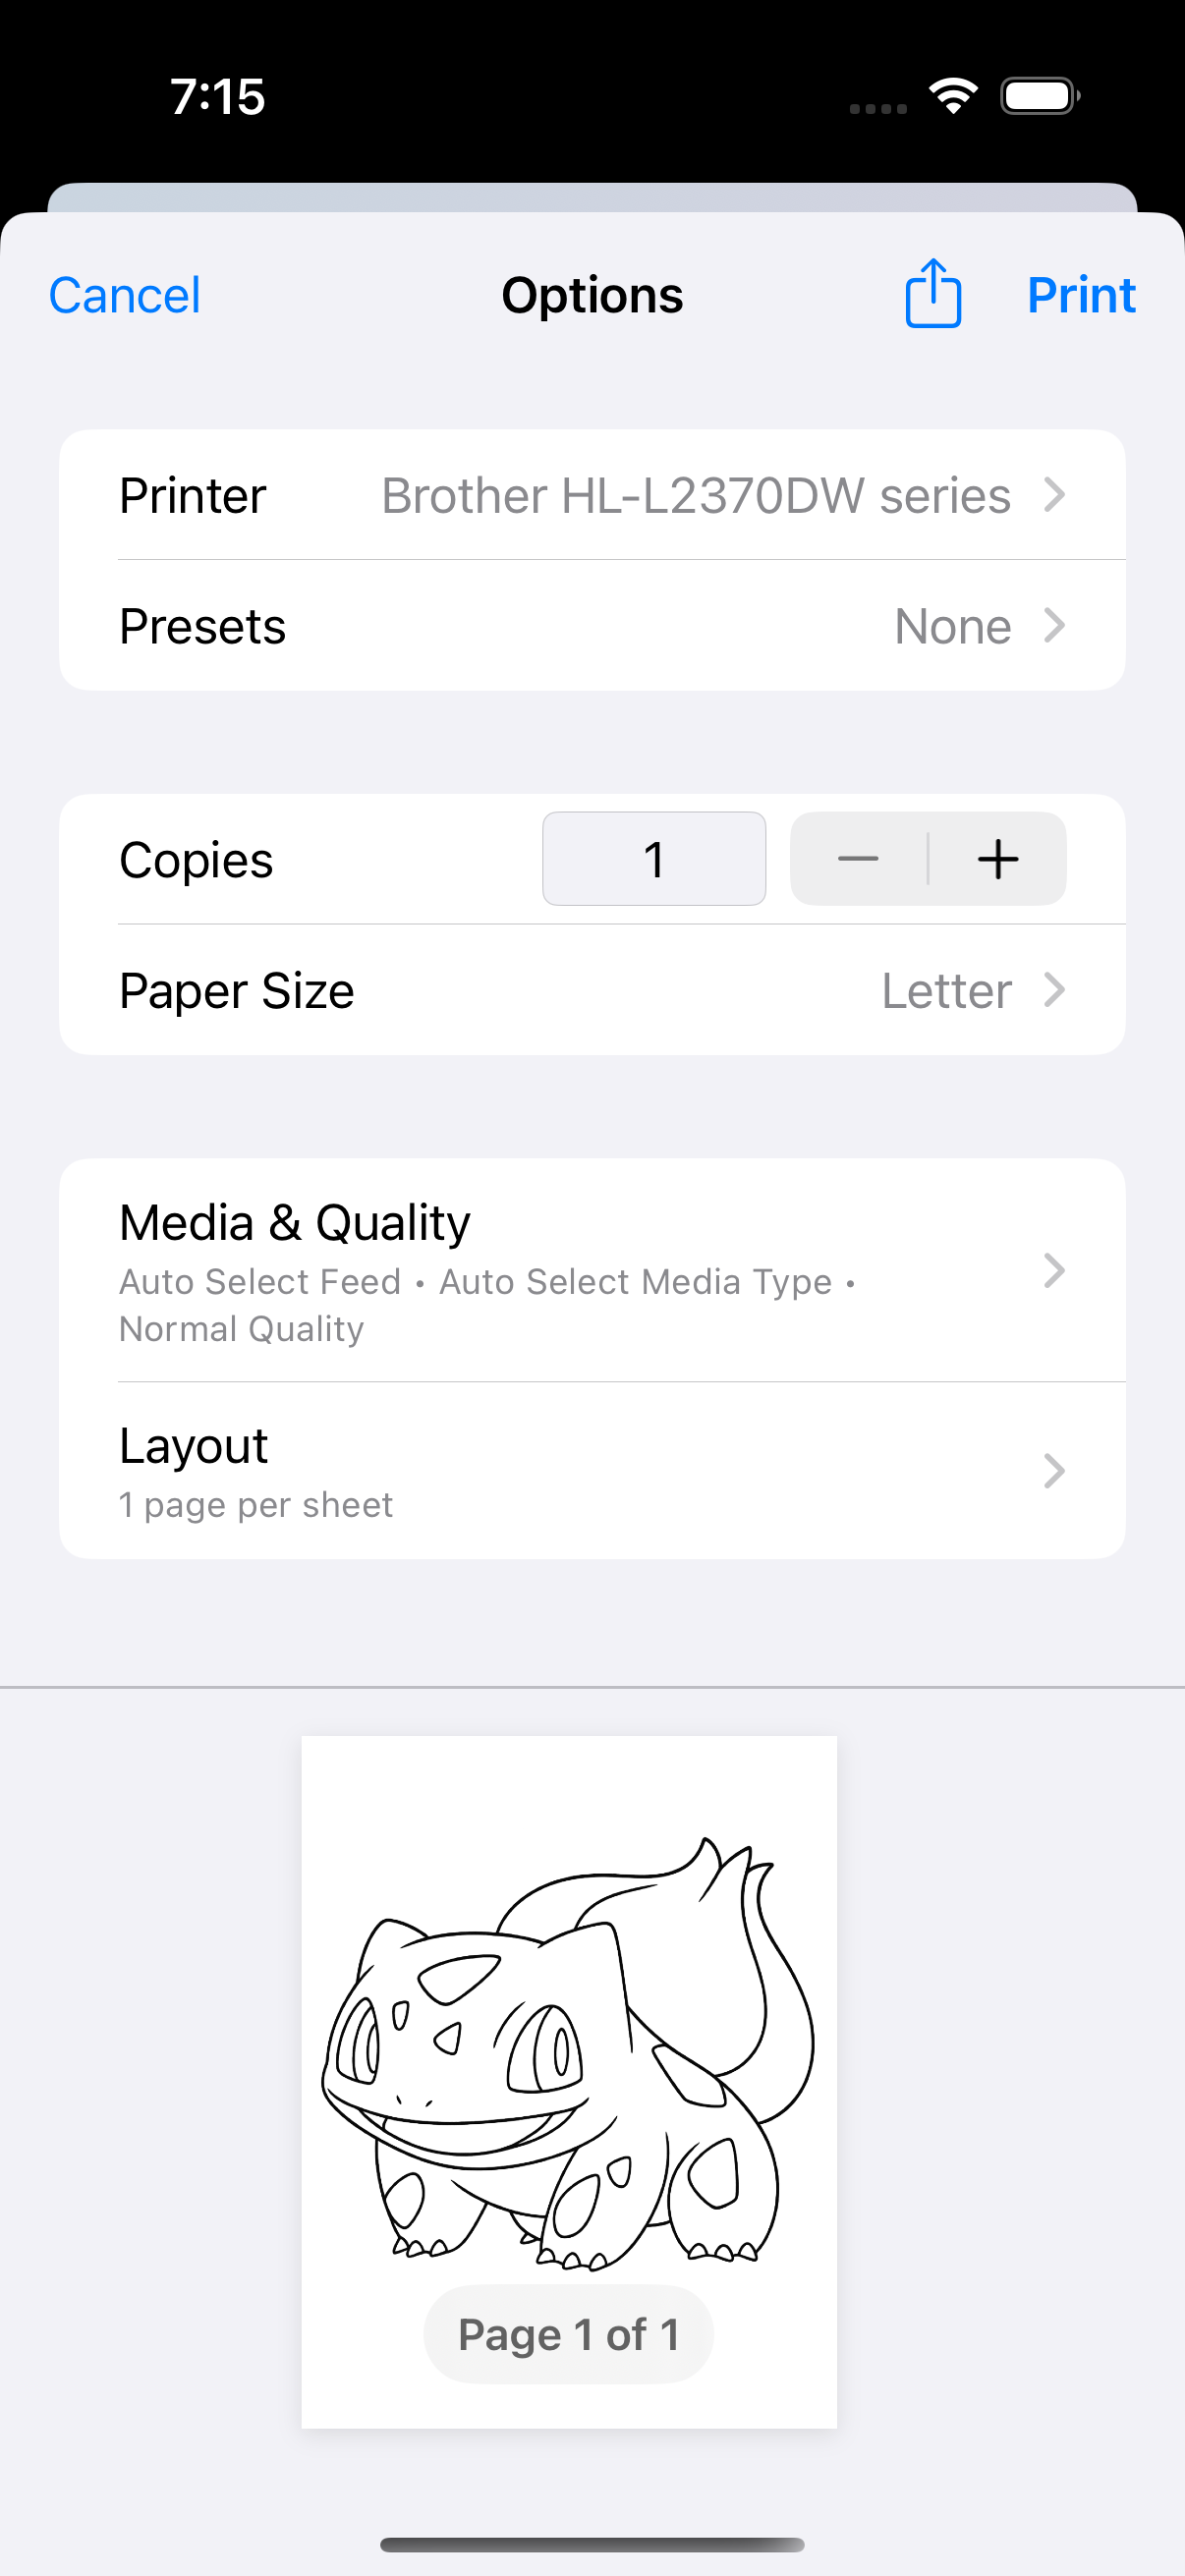 7:15
Cancel
Options
Print
Printer
Brother HL-L2370DW series
Presets
None
Copies
1
Paper Size
Letter
Media & Quality
Auto Select Feed • Auto Select Media Type •
Normal Quality
Layout
1 page per sheet
Page 1 of 1